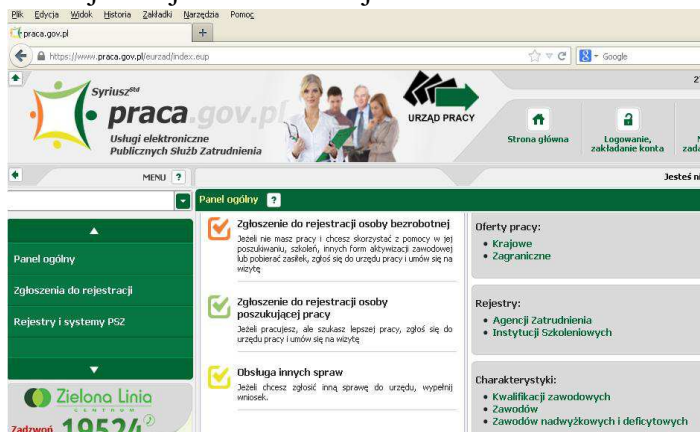 Plik Edycja Widok Historia Zakładki Narzędzia Pomoc
praca.gov.pl
https://www.praca.gov.pl/eurzad/index.eup
Google
Syriusz Std
praca.gov.pl
Usługi elektroniczne
Publicznych Służb Zatrudnienia
URZĄD PRACY
Strona główna
Logowanie,
zakładanie konta
MENU ?
Jesteś
Panel ogólny ?
Panel ogólny
Zgłoszenia do rejestracji
Rejestry i systemy PSZ
Zielona Linia
CENTRUM
Zadzwoń 19524
Zgłoszenie do rejestracji osoby bezrobotnej
Jeżeli nie masz pracy i chcesz skorzystać z pomocy w jej
poszukiwaniu, szkoleń, innych form aktywizacji zawodowej
lub pobierać zasiłek, zgłoś się do urzędu pracy i umów się na
wizytę
Zgłoszenie do rejestracji osoby
poszukującej pracy
Jeżeli pracujesz, ale szukasz lepszej pracy, zgłoś się do
urzędu pracy i umów się na wizytę
Obsługa innych spraw
Jeżeli chcesz zgłosić inną sprawę do urzędu, wypełnij
wniosek.
Oferty pracy:
• Krajowe
• Zagraniczne
Rejestry:
• Agencji Zatrudnienia
• Instytucji Szkoleniowych
Charakterystyki:
• Kwalifikacji zawodowych
• Zawodów
• Zawodów nadwyżkowych i deficytowych